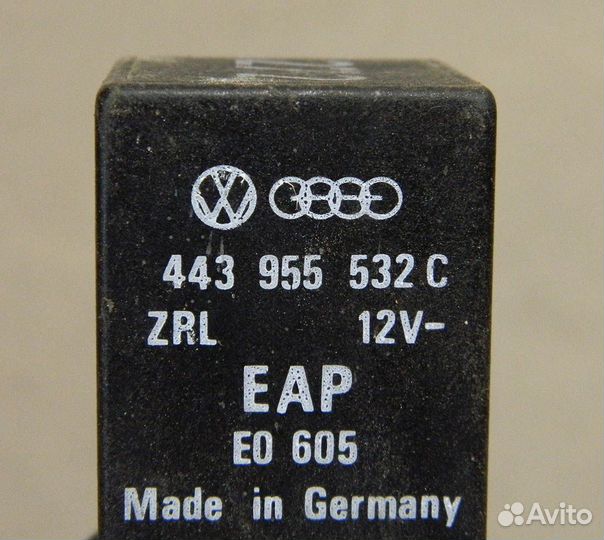 443 955 532 C
ZRL 12V-
EAP
E0 605
Made in Germany
Avito